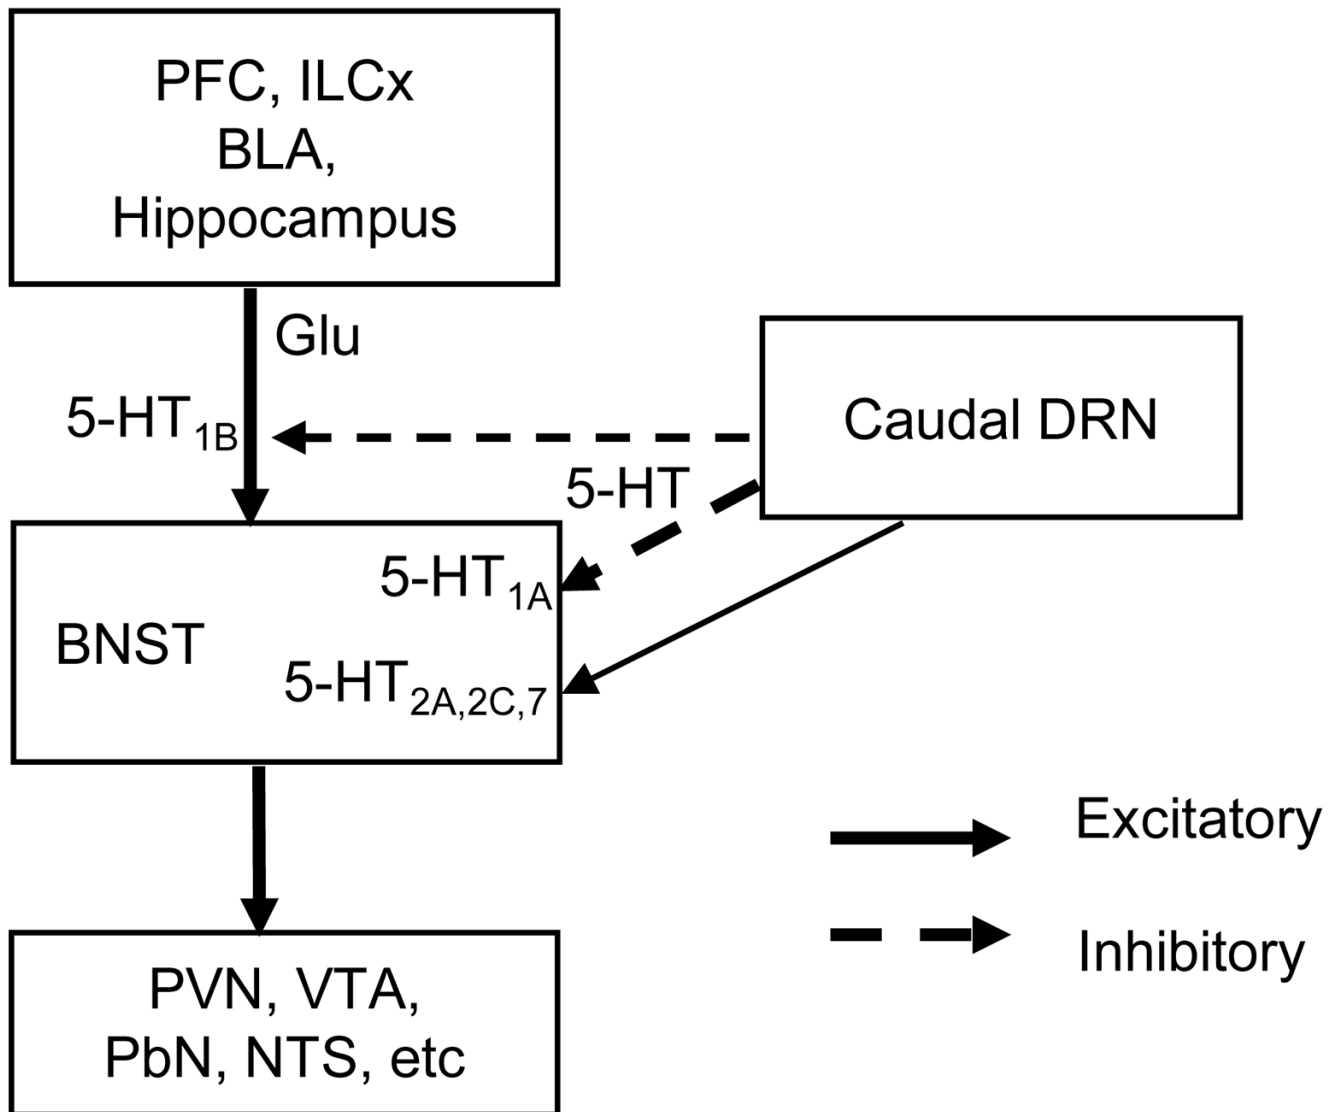 PFC, ILCx
BLA,
Hippocampus
Glu
5-HT1B
Caudal DRN
5-HT
5-HT1A
BNST
5-HT2A,2C,7
Excitatory
Inhibitory
PVN, VTA,
PbN, NTS, etc